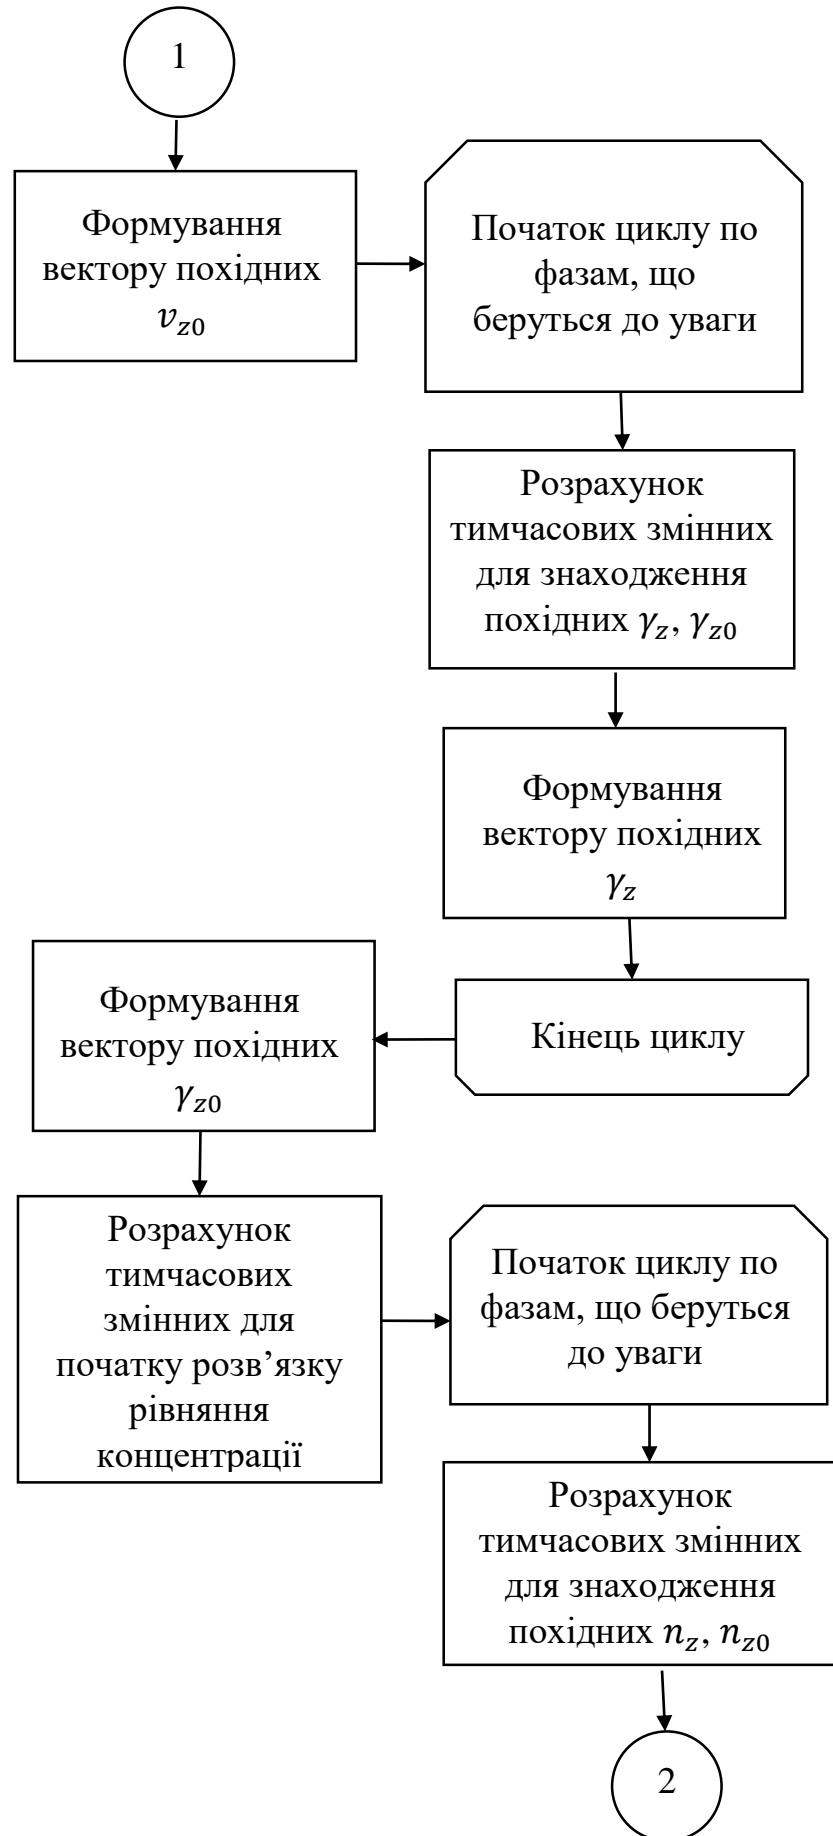 1
Формування
вектору похідних
𝑣𝑧0
Початок циклу по
фазам, що
беруться до уваги
Розрахунок
тимчасових змінних
для знаходження
похідних 𝛾𝑧, 𝛾𝑧0
Формування
вектору похідних
𝛾𝑧
Кінець циклу
Формування
вектору похідних
𝛾𝑧0
Розрахунок
тимчасових
змінних для
початку розв’язку
рівняння
концентрації
Початок циклу по
фазам, що беруться
до уваги
Розрахунок
тимчасових змінних
для знаходження
похідних 𝑛𝑧, 𝑛𝑧0
2